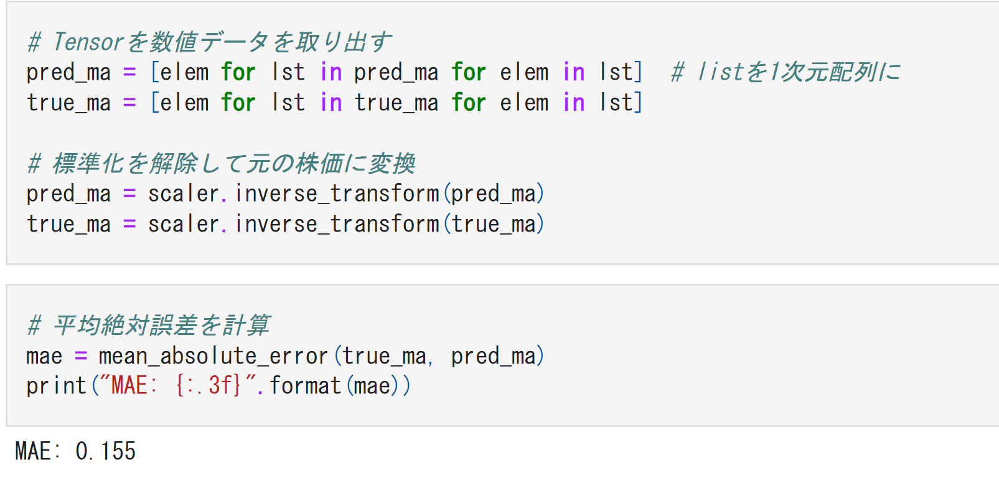 # Tensorを数値データを取り出す
pred_ma = [elem for lst in pred_ma for elem in lst]  # listを1次元配列に
true_ma = [elem for lst in true_ma for elem in lst]
# 標準化を解除して元の株価に変換
pred_ma = scaler.inverse_transform(pred_ma)
true_ma = scaler.inverse_transform(true_ma)
# 平均絶対誤差を計算
mae = mean_absolute_error(true_ma, pred_ma)
print("MAE: {:.3f}".format(mae))
MAE: 0.155